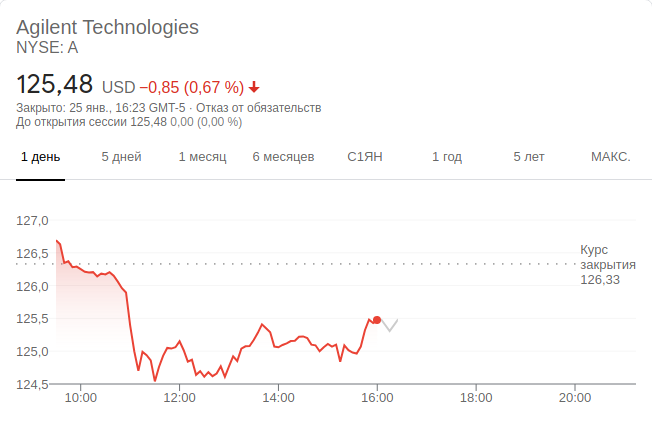 Agilent Technologies
NYSE: A
125,48 USD −0,85 (0,67 %)
Закрыто: 25 янв., 16:23 GMT-5 · Отказ от обязательств
До открытия сессии 125,48 0,00 (0,00 %)
1 день 5 дней 1 месяц 6 месяцев С1ЯН 1 год 5 лет МАКС.
127,0
126,5
126,0
125,5
125,0
124,5
Курс
закрытия
126,33
10:00 12:00 14:00 16:00 18:00 20:00